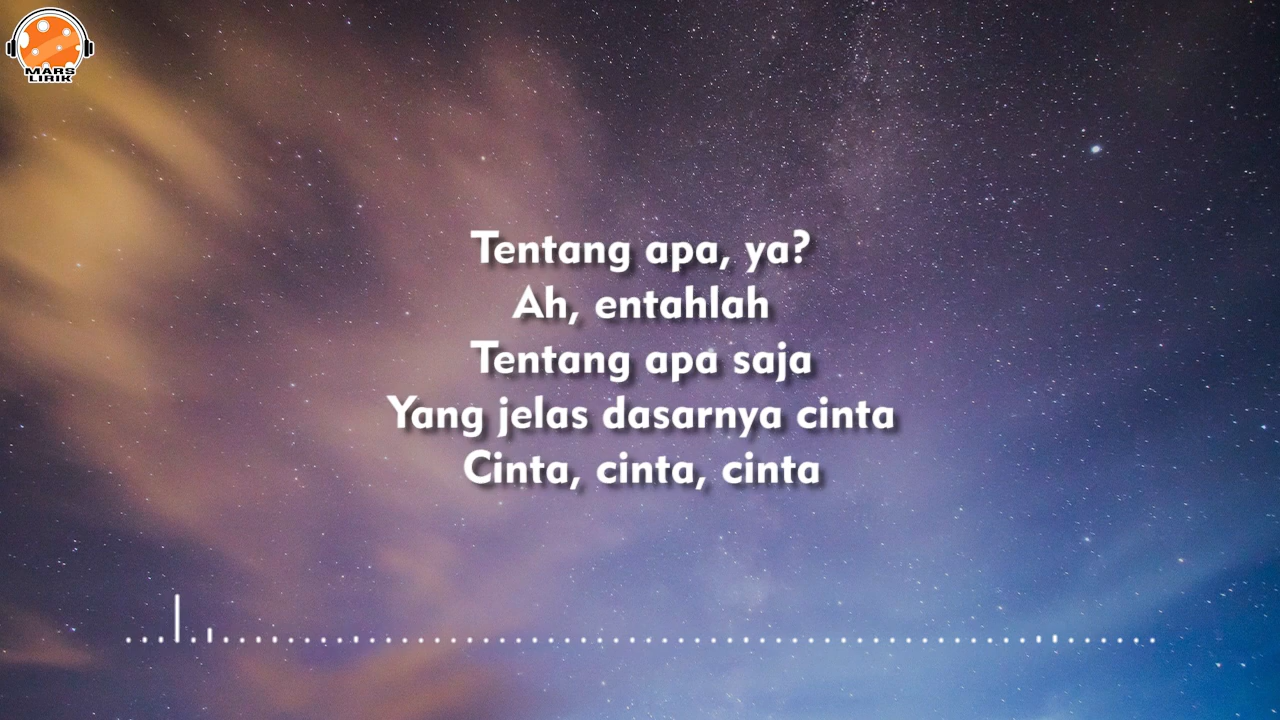 MARS
LIRIK
Tentang apa, ya?
Ah, entahlah
Tentang apa saja
Yang jelas dasarnya cinta
Cinta, cinta, cinta